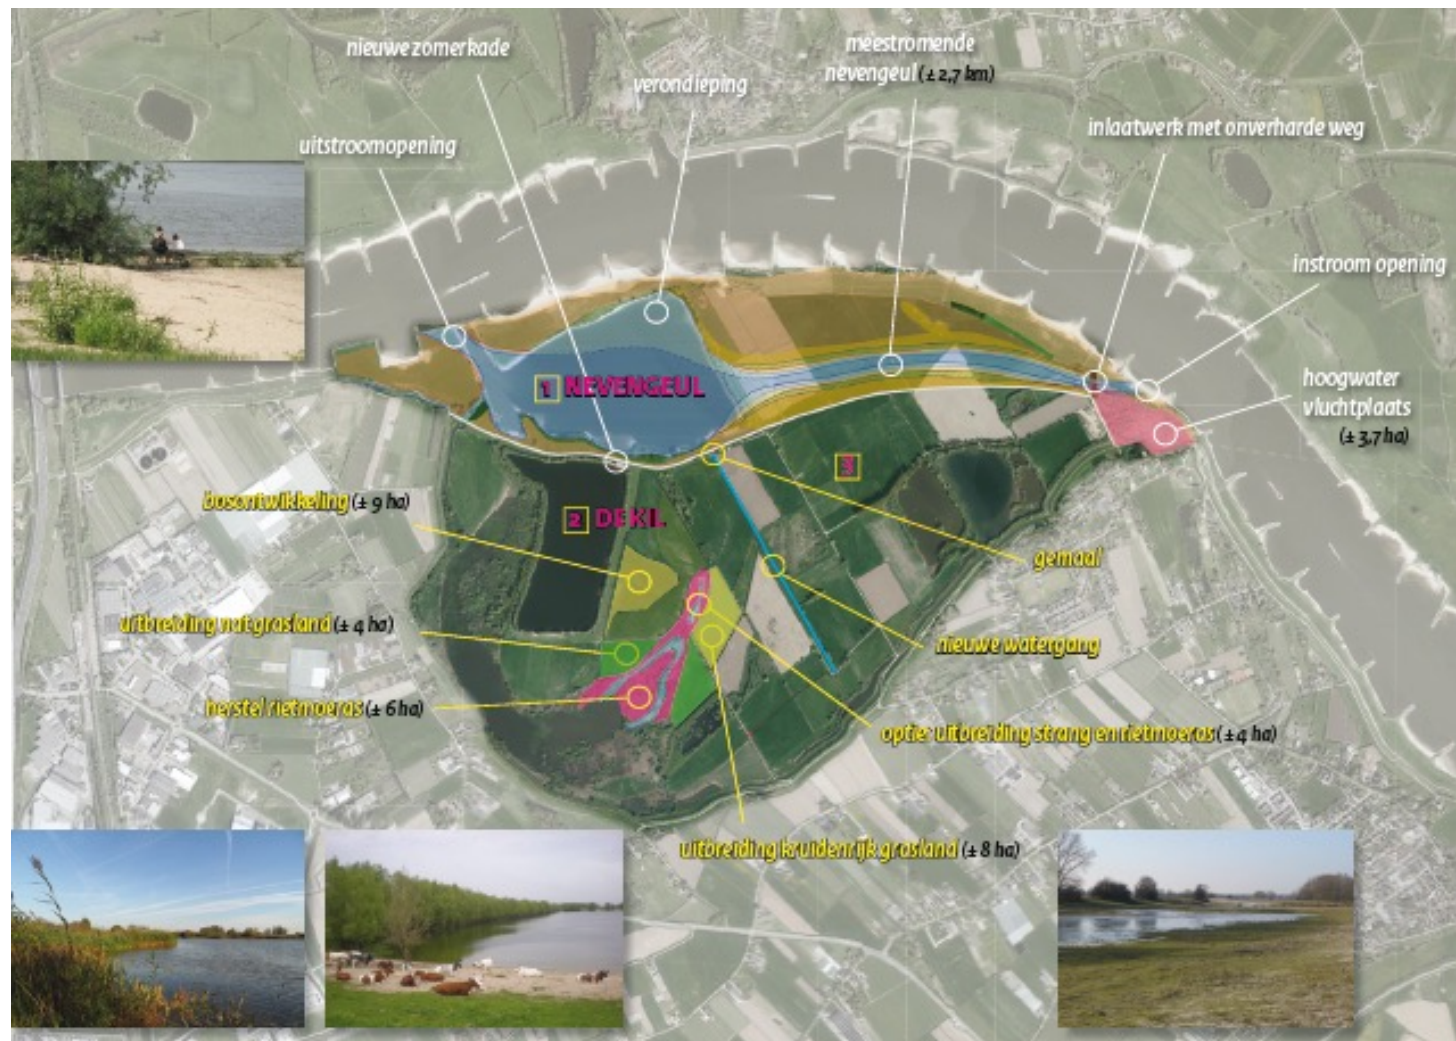 nieuwe zomerkade
meestromende
nevengeul (± 2,7 km)
verondieping
inlaatwerk met onverharde weg
uitstroomopening
instroom opening
hoogwater
vluchtplaats
(± 3,7 ha)
1 NEVENGEUL
3
bosontwikkeling (± 9 ha)
2 DE KIL
gemaal
uitbreiding nat grasland (± 4 ha)
nieuwe watergang
herstel rietmoeras (± 6 ha)
optie: uitbreiding strang en rietmoeras (± 4 ha)
uitbreiding kruidenrijk grasland (± 8 ha)